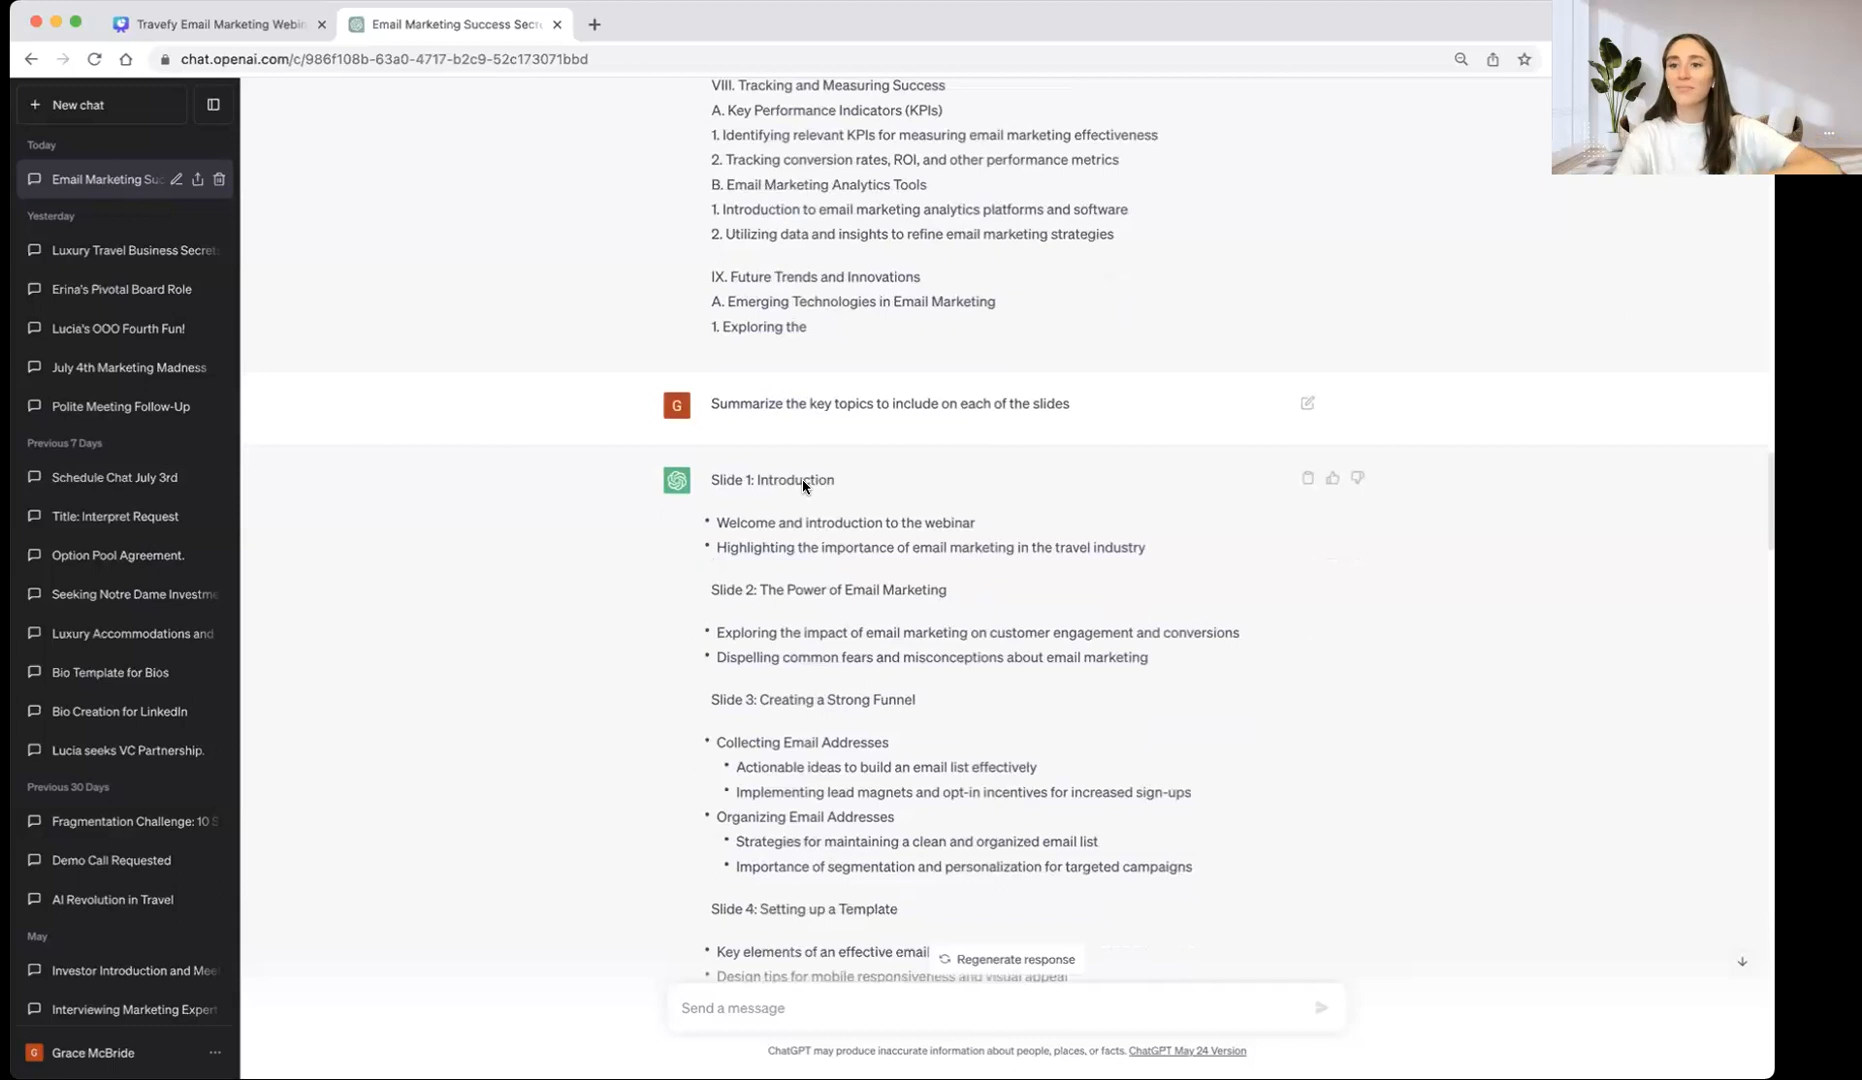 Travefy Email Marketing Webin
Email Marketing Success Secr
chat.openai.com/c/986f108b-63a0-4717-b2c9-52c173071bbd
New chat
Today
Email Marketing Suc
Yesterday
Luxury Travel Business Secret
Erina's Pivotal Board Role
Lucia's OOO Fourth Fun!
July 4th Marketing Madness
Polite Meeting Follow-Up
Previous 7 Days
Schedule Chat July 3rd
Title: Interpret Request
Option Pool Agreement.
Seeking Notre Dame Investme
Luxury Accommodations and
Bio Template for Bios
Bio Creation for LinkedIn
Lucia seeks VC Partnership.
Previous 30 Days
Fragmentation Challenge: 10 S
Demo Call Requested
AI Revolution in Travel
May
Investor Introduction and Mee
Interviewing Marketing Expert
G Grace McBride
VIII. Tracking and Measuring Success
A. Key Performance Indicators (KPIs)
1. Identifying relevant KPIs for measuring email marketing effectiveness
2. Tracking conversion rates, ROI, and other performance metrics
B. Email Marketing Analytics Tools
1. Introduction to email marketing analytics platforms and software
2. Utilizing data and insights to refine email marketing strategies
IX. Future Trends and Innovations
A. Emerging Technologies in Email Marketing
1. Exploring the
G Summarize the key topics to include on each of the slides
Slide 1: Introduction
• Welcome and introduction to the webinar
• Highlighting the importance of email marketing in the travel industry
Slide 2: The Power of Email Marketing
• Exploring the impact of email marketing on customer engagement and conversions
• Dispelling common fears and misconceptions about email marketing
Slide 3: Creating a Strong Funnel
• Collecting Email Addresses
• Actionable ideas to build an email list effectively
• Implementing lead magnets and opt-in incentives for increased sign-ups
• Organizing Email Addresses
• Strategies for maintaining a clean and organized email list
• Importance of segmentation and personalization for targeted campaigns
Slide 4: Setting up a Template
• Key elements of an effective email
Regenerate response
• Design tips for mobile responsiveness and visual appeal
Send a message
ChatGPT may produce inaccurate information about people, places, or facts. ChatGPT May 24 Version